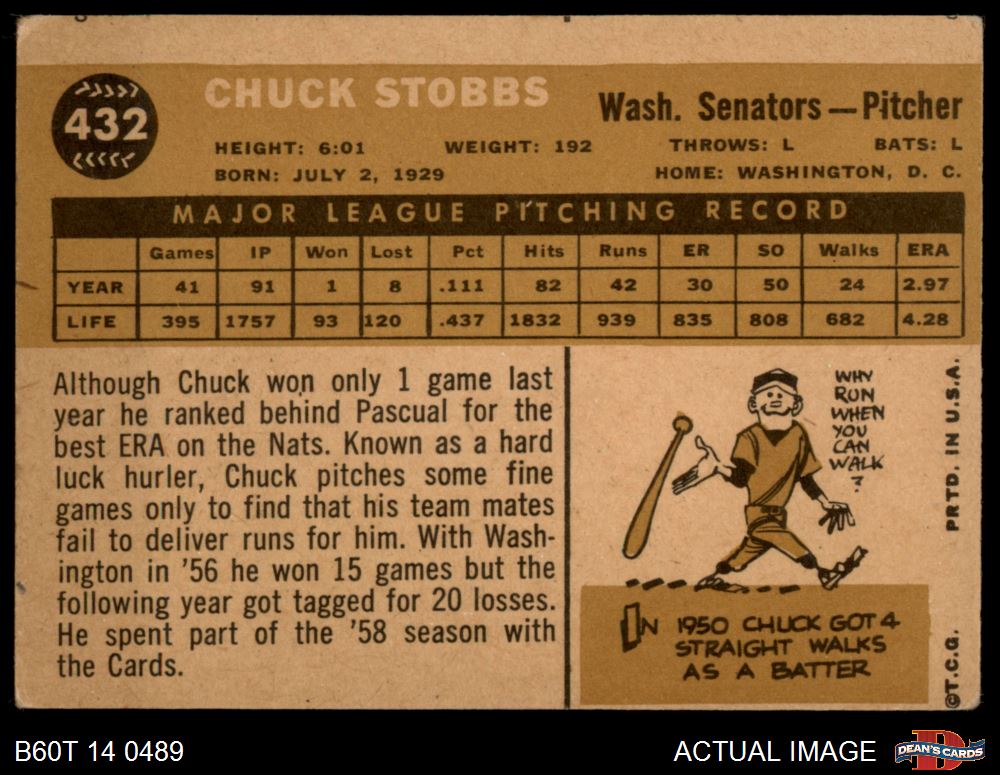 432
CHUCK STOBBS
Wash. Senators — Pitcher
HEIGHT: 6:01 WEIGHT: 192 THROWS: L BATS: L
BORN: JULY 2, 1929 HOME: WASHINGTON, D. C.
MAJOR LEAGUE PITCHING RECORD
Games IP Won Lost Pct Hits Runs ER SO Walks ERA
YEAR 41 91 1 8 .111 82 42 30 50 24 2.97
LIFE 395 1757 93 120 .437 1832 939 835 808 682 4.28
Although Chuck won only 1 game last
year he ranked behind Pascual for the
best ERA on the Nats. Known as a hard
luck hurler, Chuck pitches some fine
games only to find that his team mates
fail to deliver runs for him. With Wash-
ington in '56 he won 15 games but the
following year got tagged for 20 losses.
He spent part of the '58 season with
the Cards.
WHY
RUN
WHEN
YOU
CAN
WALK
?
IN 1950 CHUCK GOT 4
STRAIGHT WALKS
AS A BATTER
©T.C.G. PRTD. IN U.S.A.
B60T 14 0489
ACTUAL IMAGE
D
DEAN'S CARDS